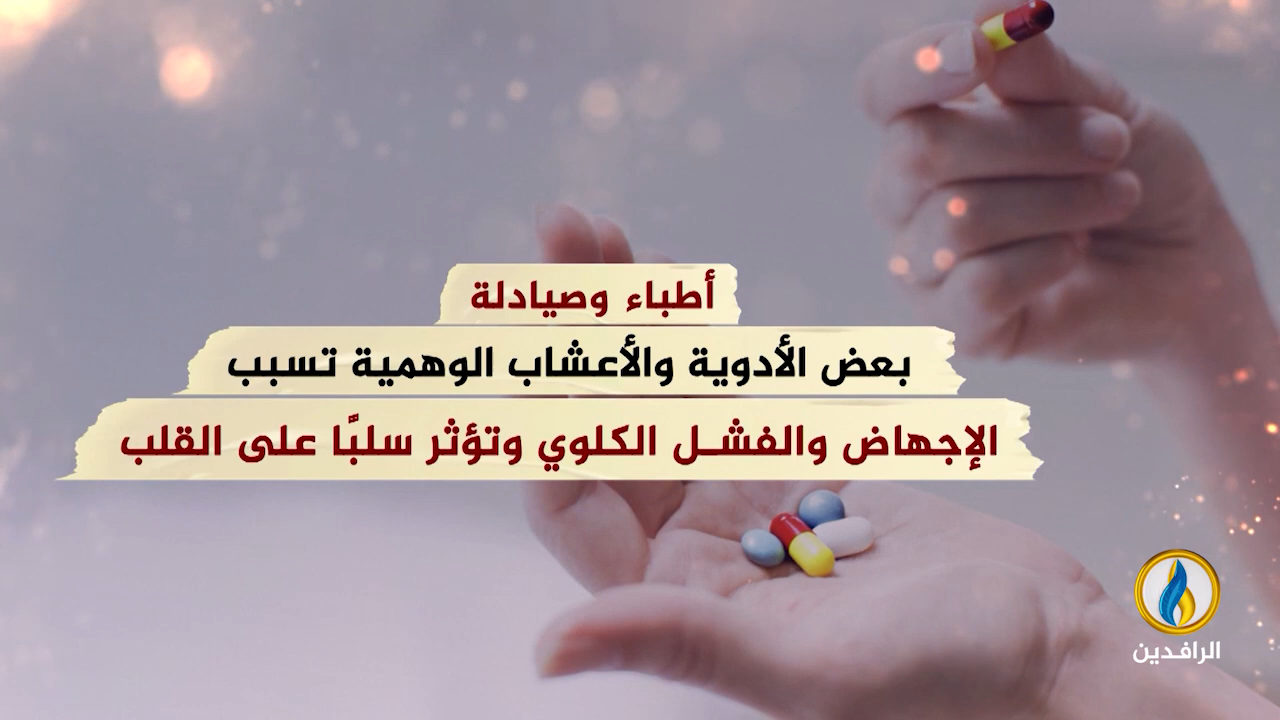 أطباء وصيادلة
بعض الأدوية والأعشاب الوهمية تسبب
الإجهاض والفشـل الكلوي وتؤثر سلبًا على القلب
الرافدين